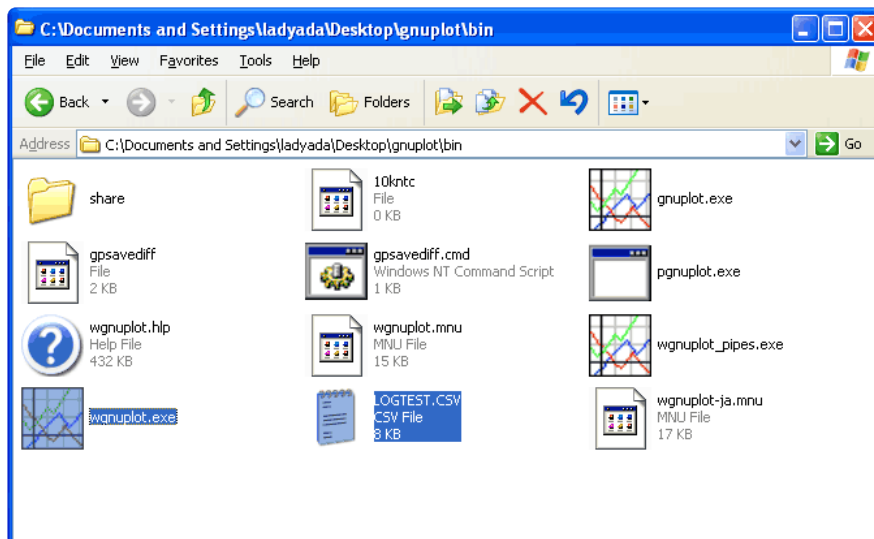 C:\Documents and Settings\ladyada\Desktop\gnuplot\bin
File Edit View Favorites Tools Help
Back Search Folders
Address C:\Documents and Settings\ladyada\Desktop\gnuplot\bin Go
share
10kntc
File
0 KB
gnuplot.exe
gpsavediff
File
2 KB
gpsavediff.cmd
Windows NT Command Script
1 KB
pgnuplot.exe
wgnuplot.hlp
Help File
432 KB
wgnuplot.mnu
MNU File
15 KB
wgnuplot_pipes.exe
wgnuplot.exe
LOGTEST.CSV
CSV File
8 KB
wgnuplot-ja.mnu
MNU File
17 KB